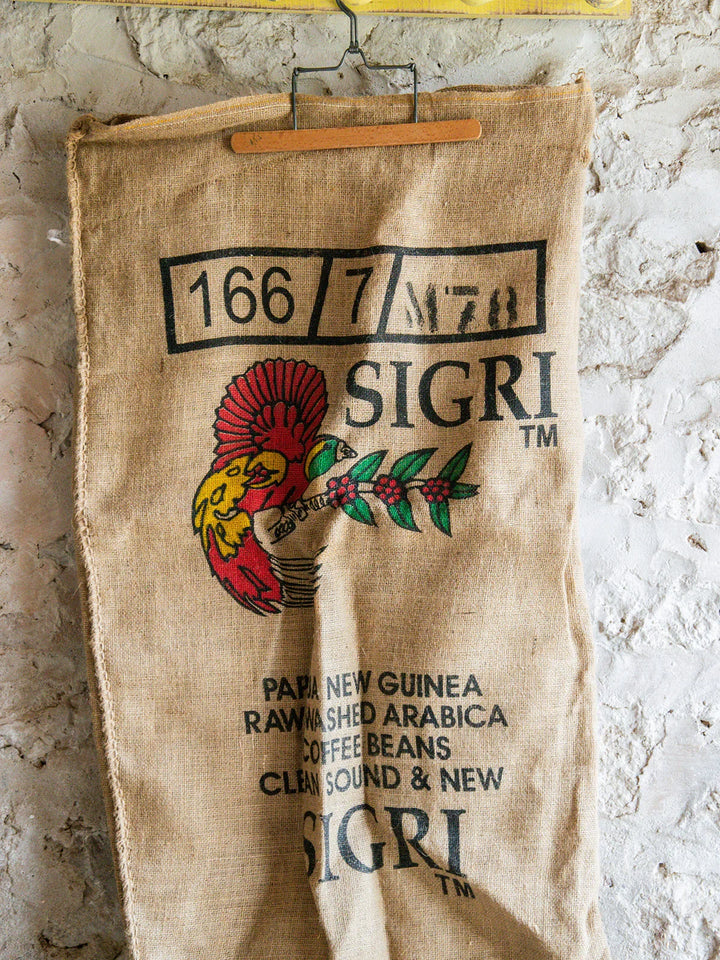 166 7 M78
SIGRI
TM
PAPUA NEW GUINEA
RAW WASHED ARABICA
COFFEE BEANS
CLEAN SOUND & NEW
SIGRI
TM